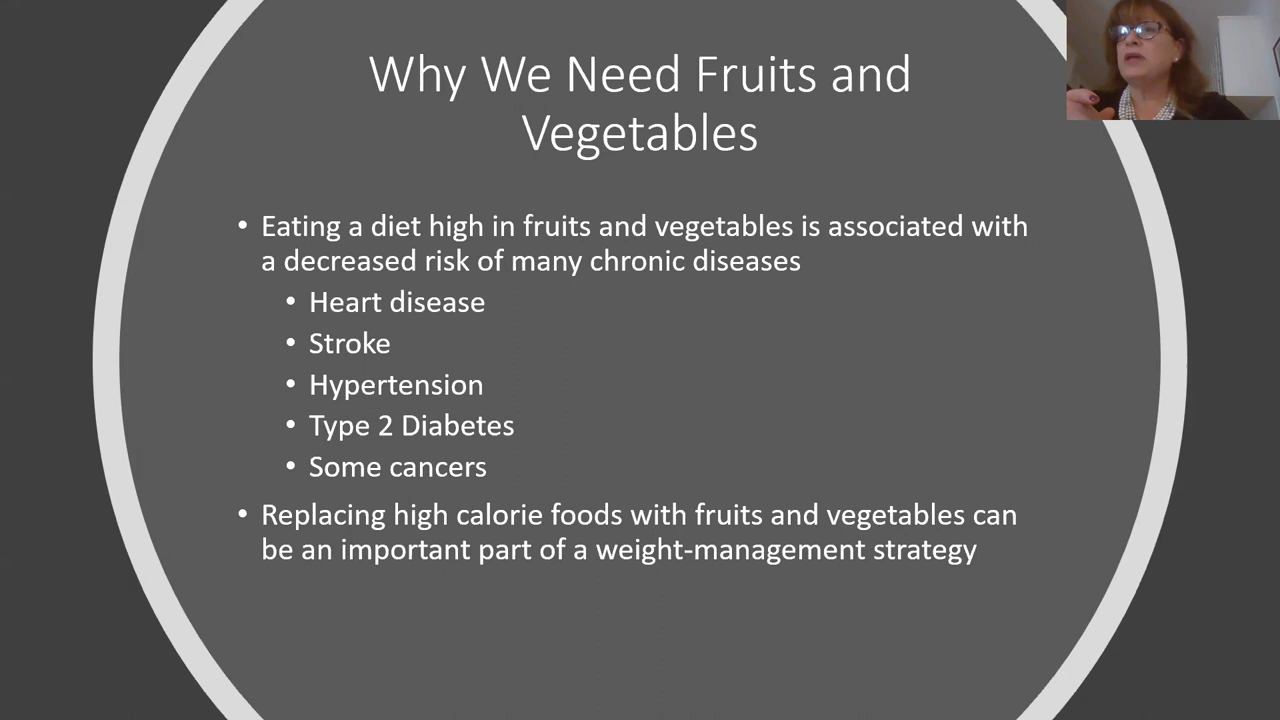 Why We Need Fruits and
Vegetables
• Eating a diet high in fruits and vegetables is associated with
a decreased risk of many chronic diseases
• Heart disease
• Stroke
• Hypertension
• Type 2 Diabetes
• Some cancers
• Replacing high calorie foods with fruits and vegetables can
be an important part of a weight-management strategy